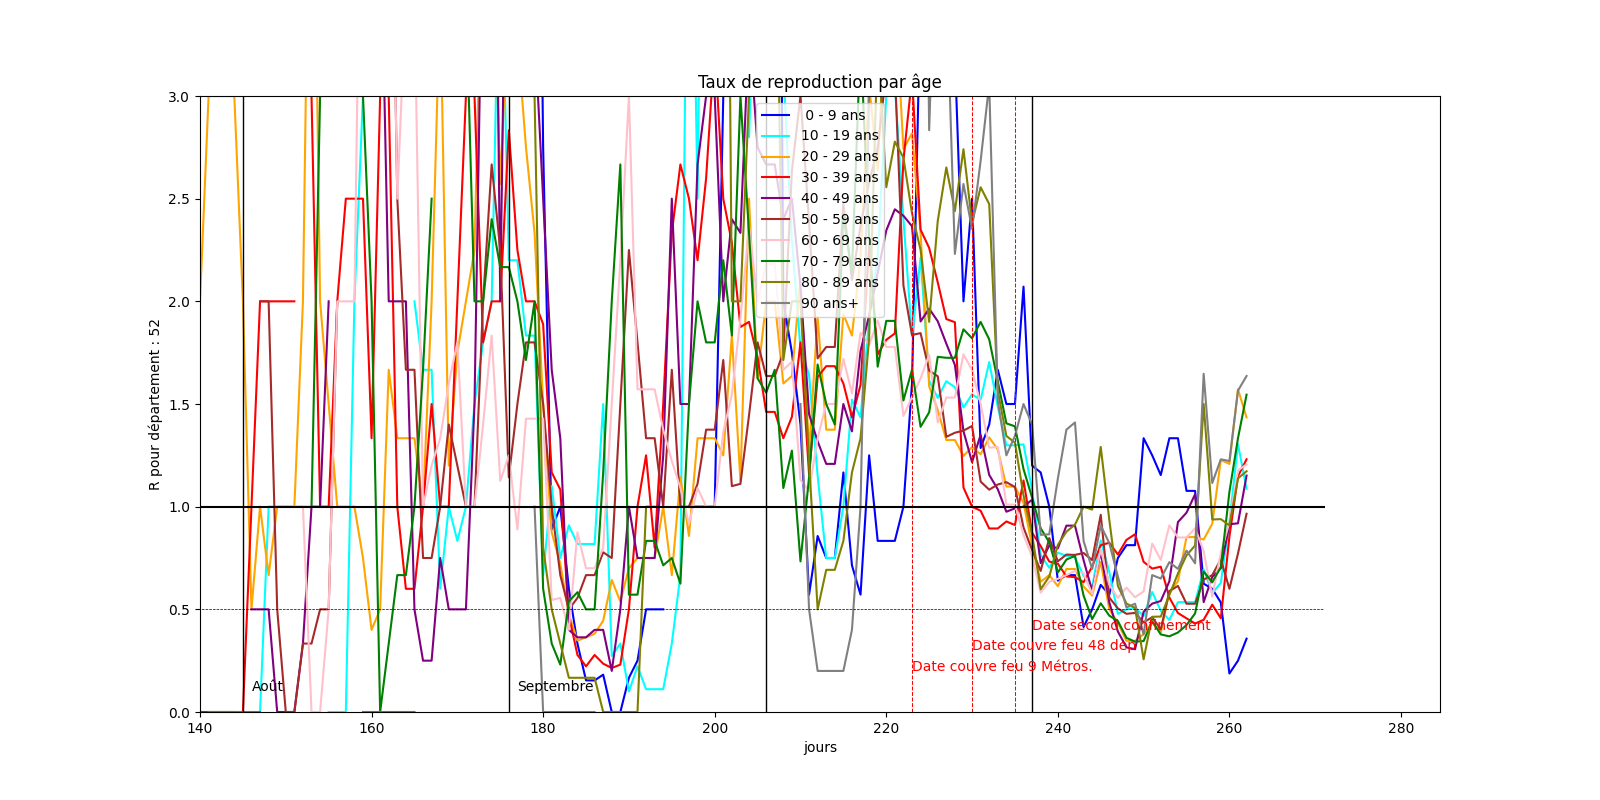 Taux de reproduction par âge
3.0
2.5
2.0
1.5
1.0
0.5
0.0
R pour département : 52
0 - 9 ans
10 - 19 ans
20 - 29 ans
30 - 39 ans
40 - 49 ans
50 - 59 ans
60 - 69 ans
70 - 79 ans
80 - 89 ans
90 ans+
Date second confinement
Date couvre feu 48 dep.
Date couvre feu 9 Métros.
Août
Septembre
140
160
180
200
220
240
260
280
jours